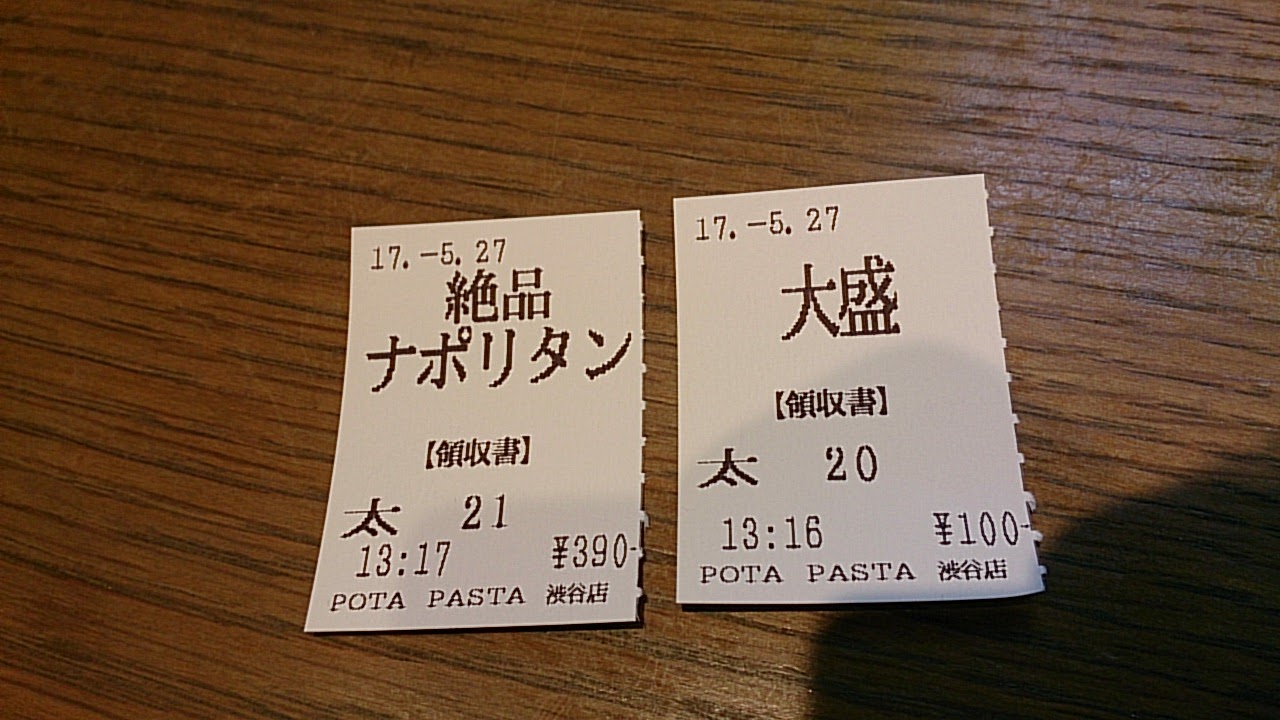 17.-5.27
絶品
ナポリタン
【領収書】
太 21
13:17 ¥390-
POTA PASTA 渋谷店
17.-5.27
大盛
【領収書】
太 20
13:16 ¥100-
POTA PASTA 渋谷店